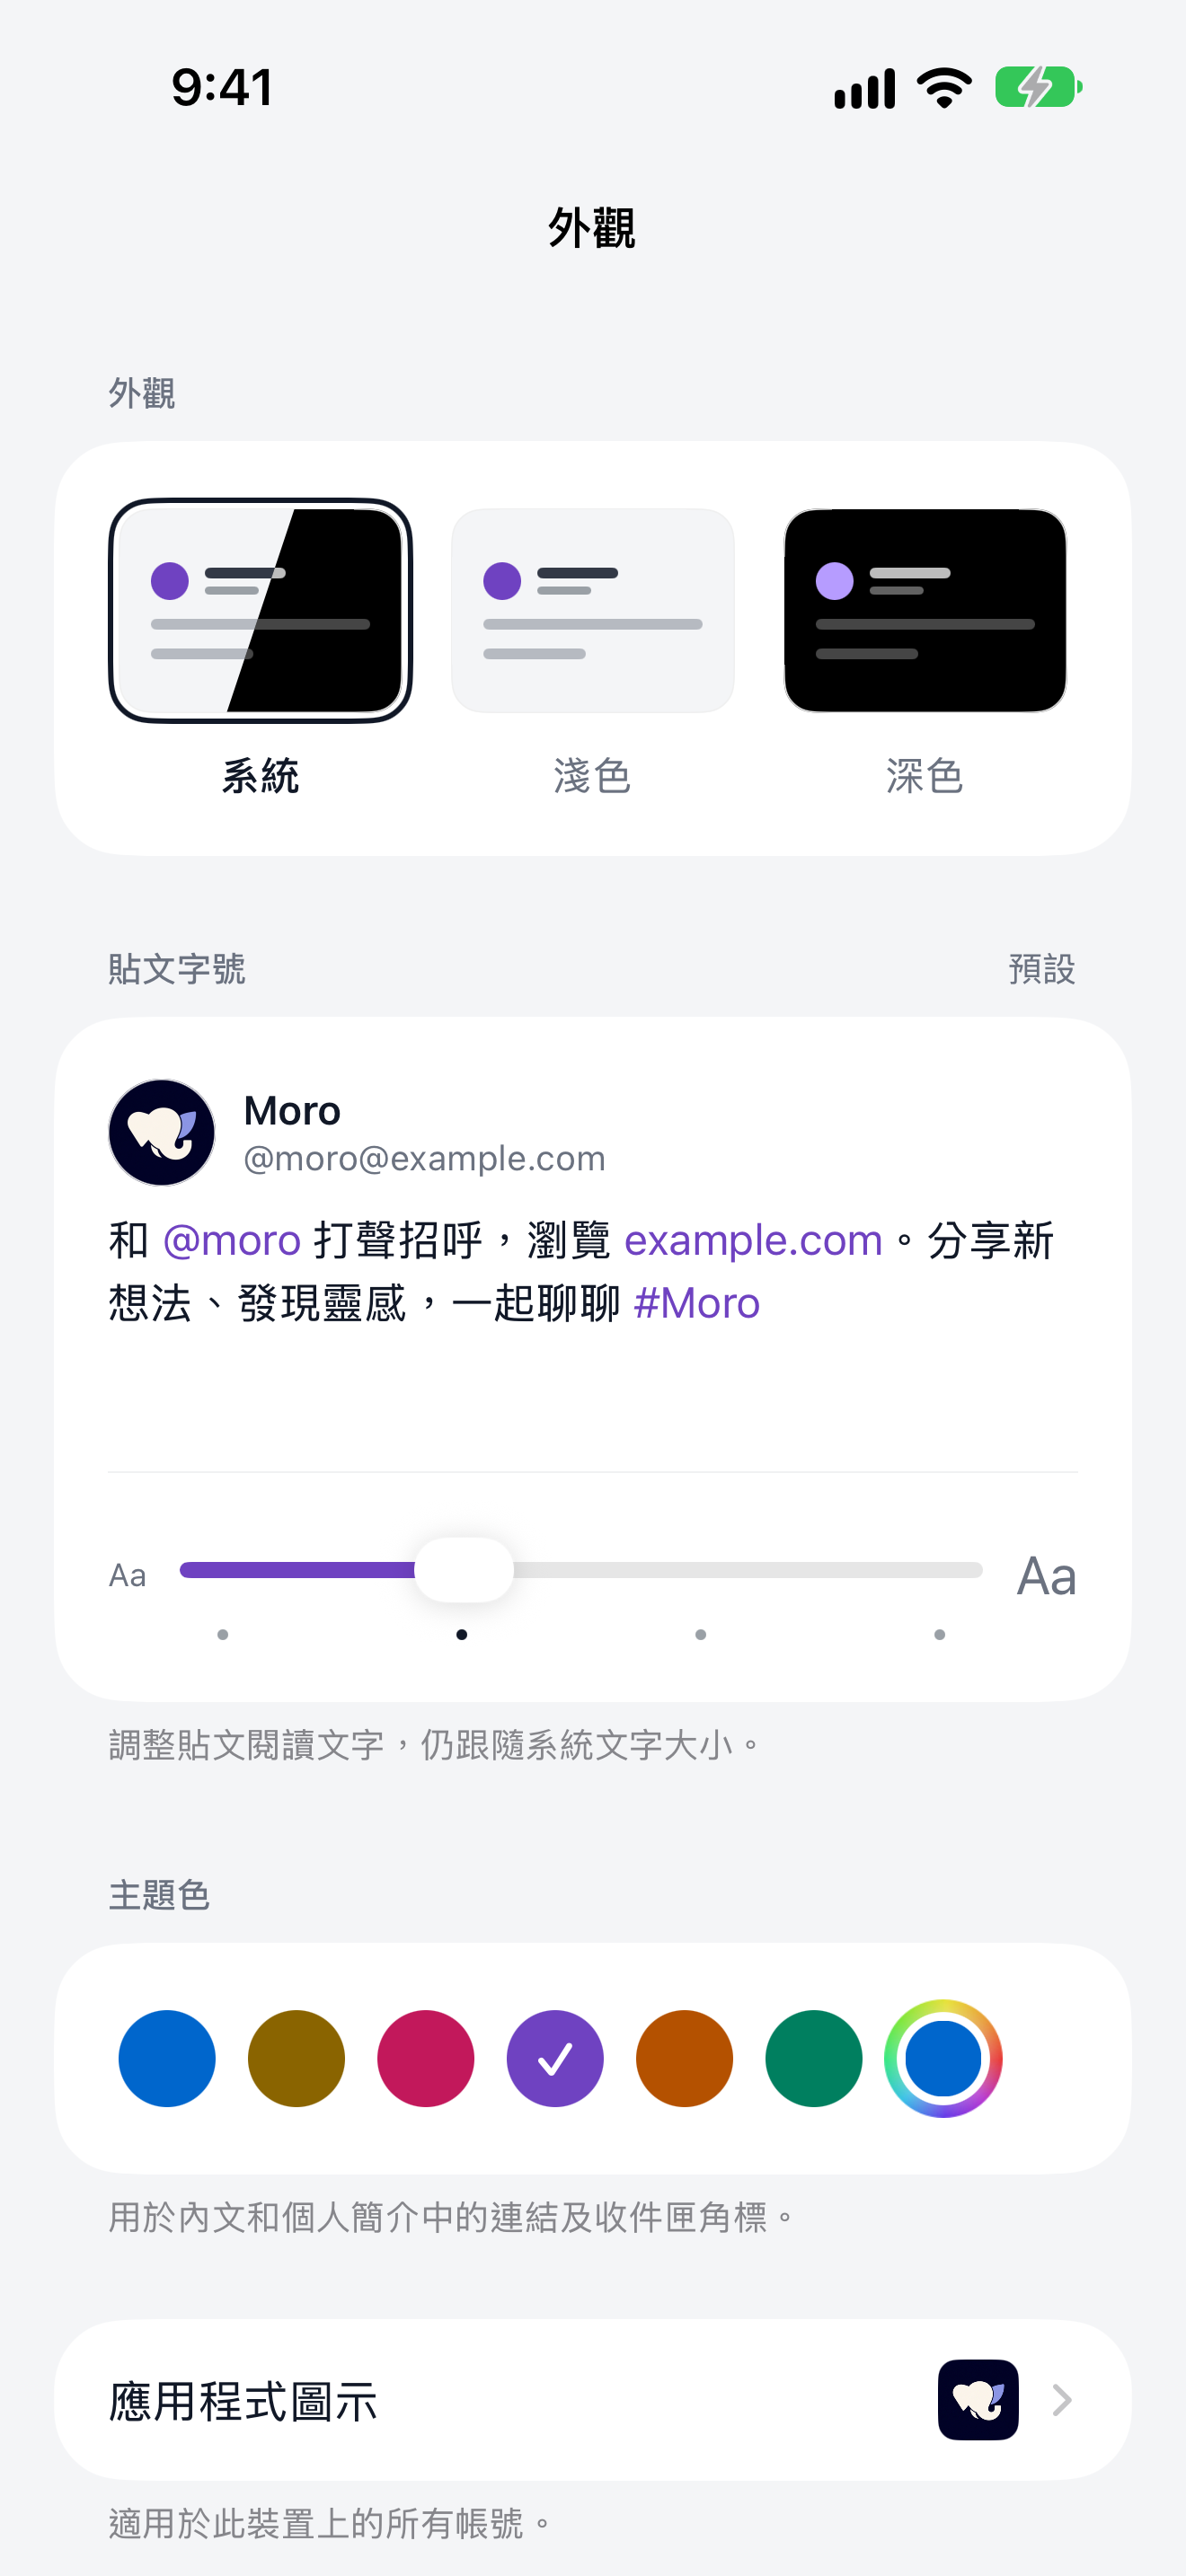 9:41
外觀
外觀
系統
淺色
深色
貼文字號
預設
Moro
@moro@example.com
和 @moro 打聲招呼，瀏覽 example.com。分享新
想法、發現靈感，一起聊聊 #Moro
Aa
Aa
調整貼文閱讀文字，仍跟隨系統文字大小。
主題色
用於內文和個人簡介中的連結及收件匣角標。
應用程式圖示
適用於此裝置上的所有帳號。